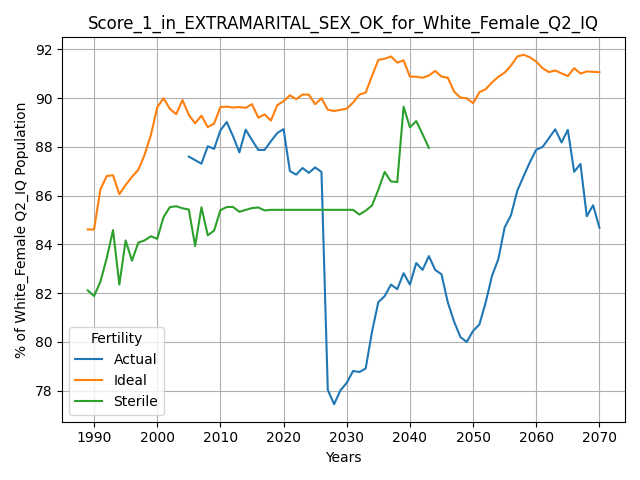 Score_1_in_EXTRAMARITAL_SEX_OK_for_White_Female_Q2_IQ
% of White_Female Q2_IQ Population
92
90
88
86
84
82
80
78
Fertility
Actual
Ideal
Sterile
1990 2000 2010 2020 2030 2040 2050 2060 2070
Years